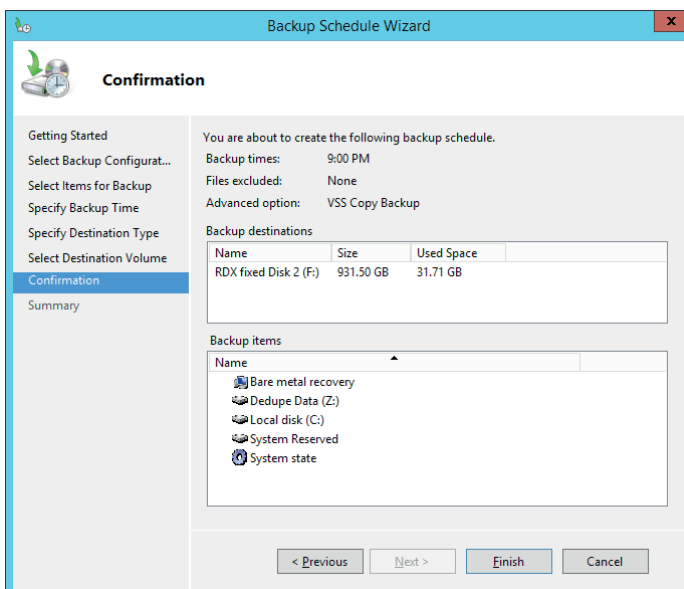 Backup Schedule Wizard
x
Confirmation
Getting Started
Select Backup Configurat...
Select Items for Backup
Specify Backup Time
Specify Destination Type
Select Destination Volume
Confirmation
Summary
You are about to create the following backup schedule.
Backup times: 9:00 PM
Files excluded: None
Advanced option: VSS Copy Backup
Backup destinations
Name Size Used Space
RDX fixed Disk 2 (F:) 931.50 GB 31.71 GB
Backup items
Name
Bare metal recovery
Dedupe Data (Z:)
Local disk (C:)
System Reserved
System state
< Previous Next > Finish Cancel